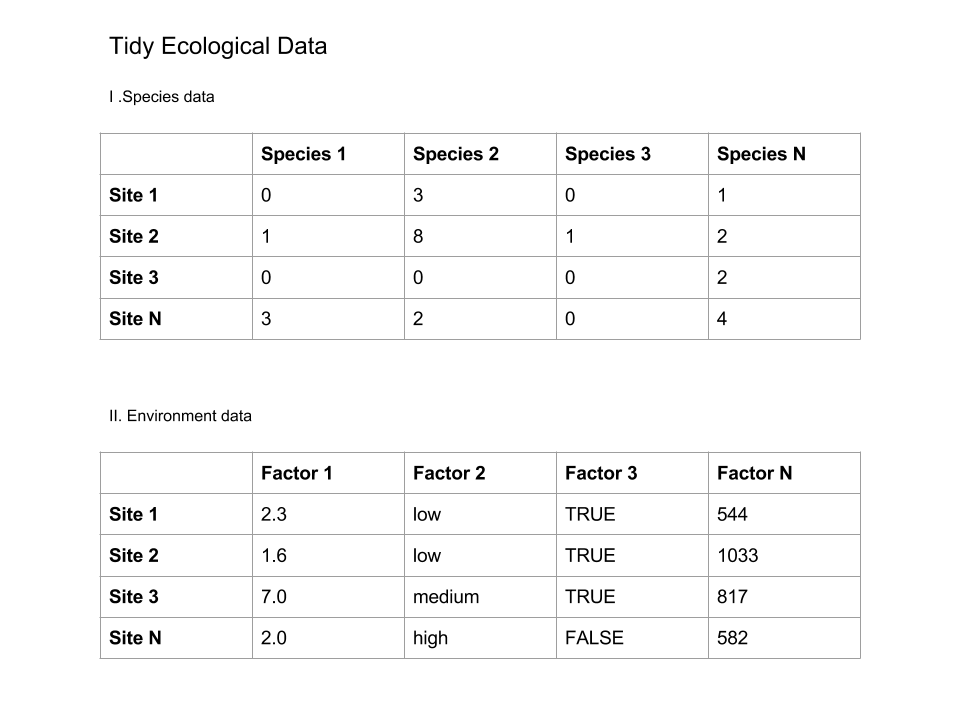 Tidy Ecological Data
I .Species data
Species 1 Species 2 Species 3 Species N
Site 1 0 3 0 1
Site 2 1 8 1 2
Site 3 0 0 0 2
Site N 3 2 0 4
II. Environment data
Factor 1 Factor 2 Factor 3 Factor N
Site 1 2.3 low TRUE 544
Site 2 1.6 low TRUE 1033
Site 3 7.0 medium TRUE 817
Site N 2.0 high FALSE 582